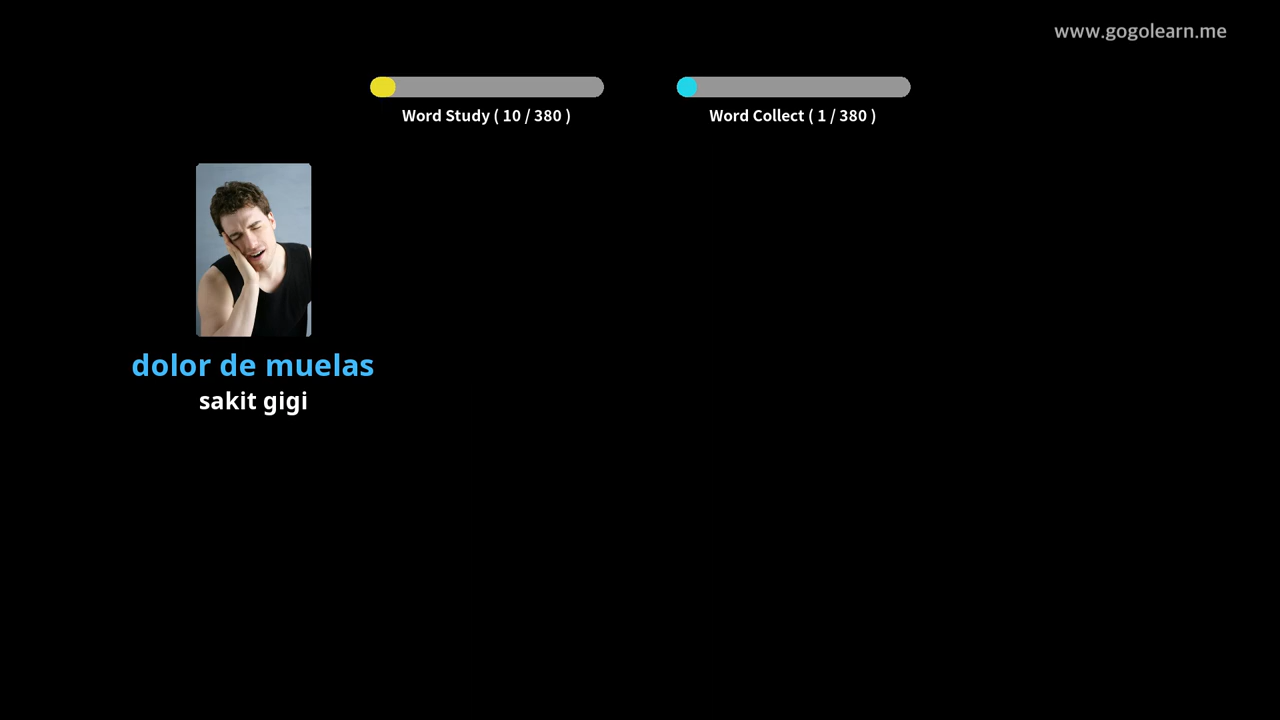 www.gogolearn.me
Word Study ( 10 / 380 )
Word Collect ( 1 / 380 )
dolor de muelas
sakit gigi